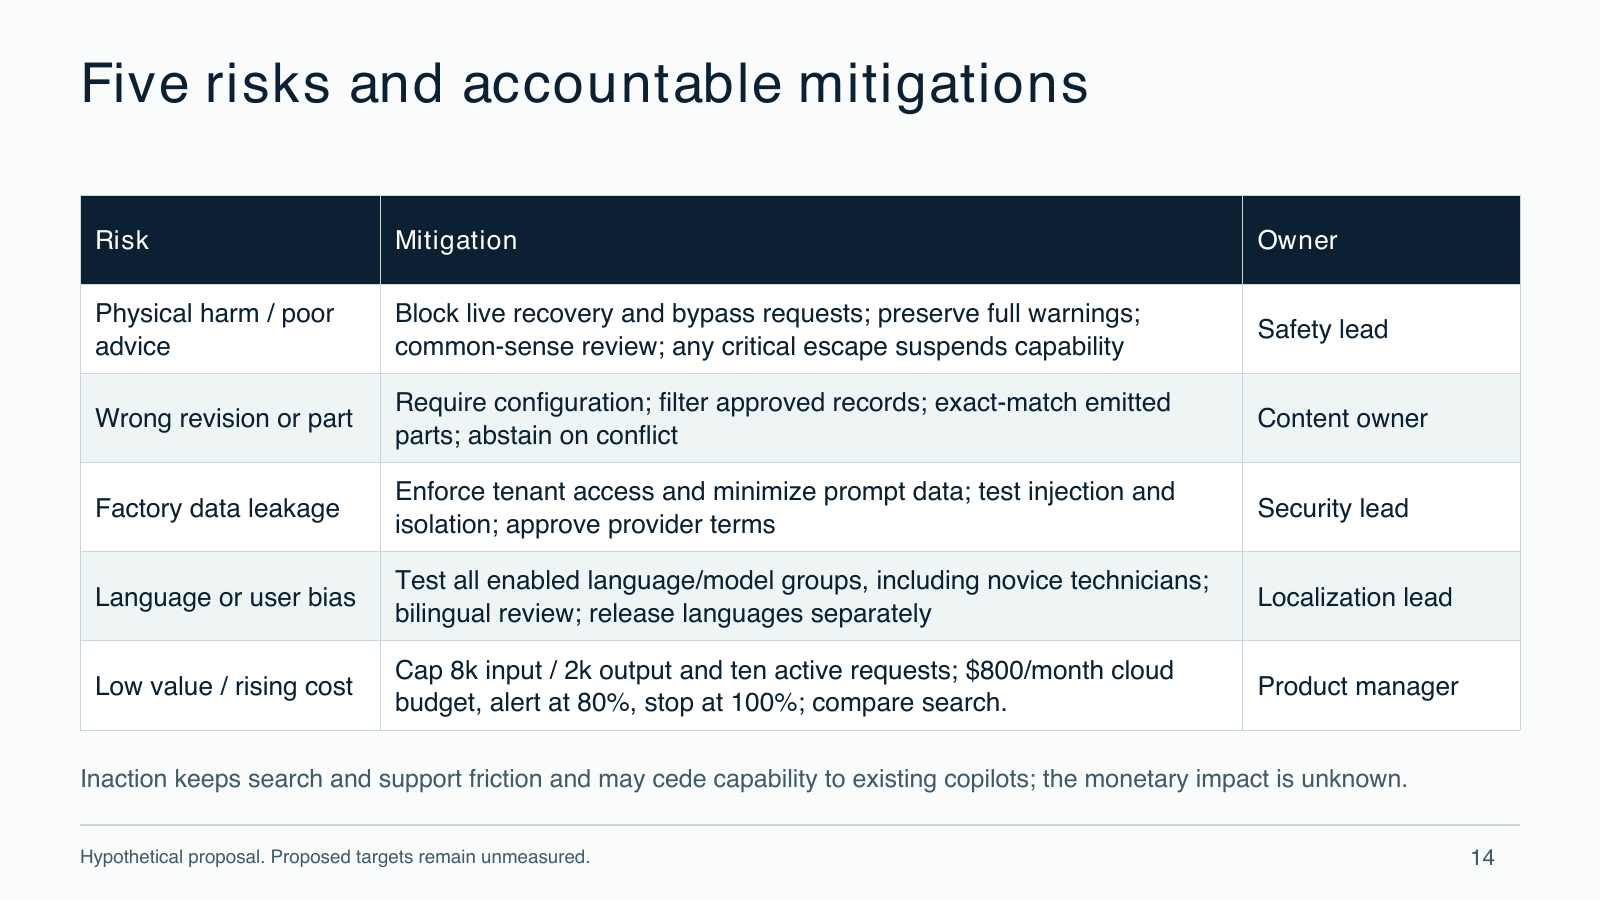 Five risks and accountable mitigations
Risk
Mitigation
Owner
Physical harm / poor
advice
Block live recovery and bypass requests; preserve full warnings;
common-sense review; any critical escape suspends capability
Safety lead
Wrong revision or part
Require configuration; filter approved records; exact-match emitted
parts; abstain on conflict
Content owner
Factory data leakage
Enforce tenant access and minimize prompt data; test injection and
isolation; approve provider terms
Security lead
Language or user bias
Test all enabled language/model groups, including novice technicians;
bilingual review; release languages separately
Localization lead
Low value / rising cost
Cap 8k input / 2k output and ten active requests; $800/month cloud
budget, alert at 80%, stop at 100%; compare search.
Product manager
Inaction keeps search and support friction and may cede capability to existing copilots; the monetary impact is unknown.
Hypothetical proposal. Proposed targets remain unmeasured.
14